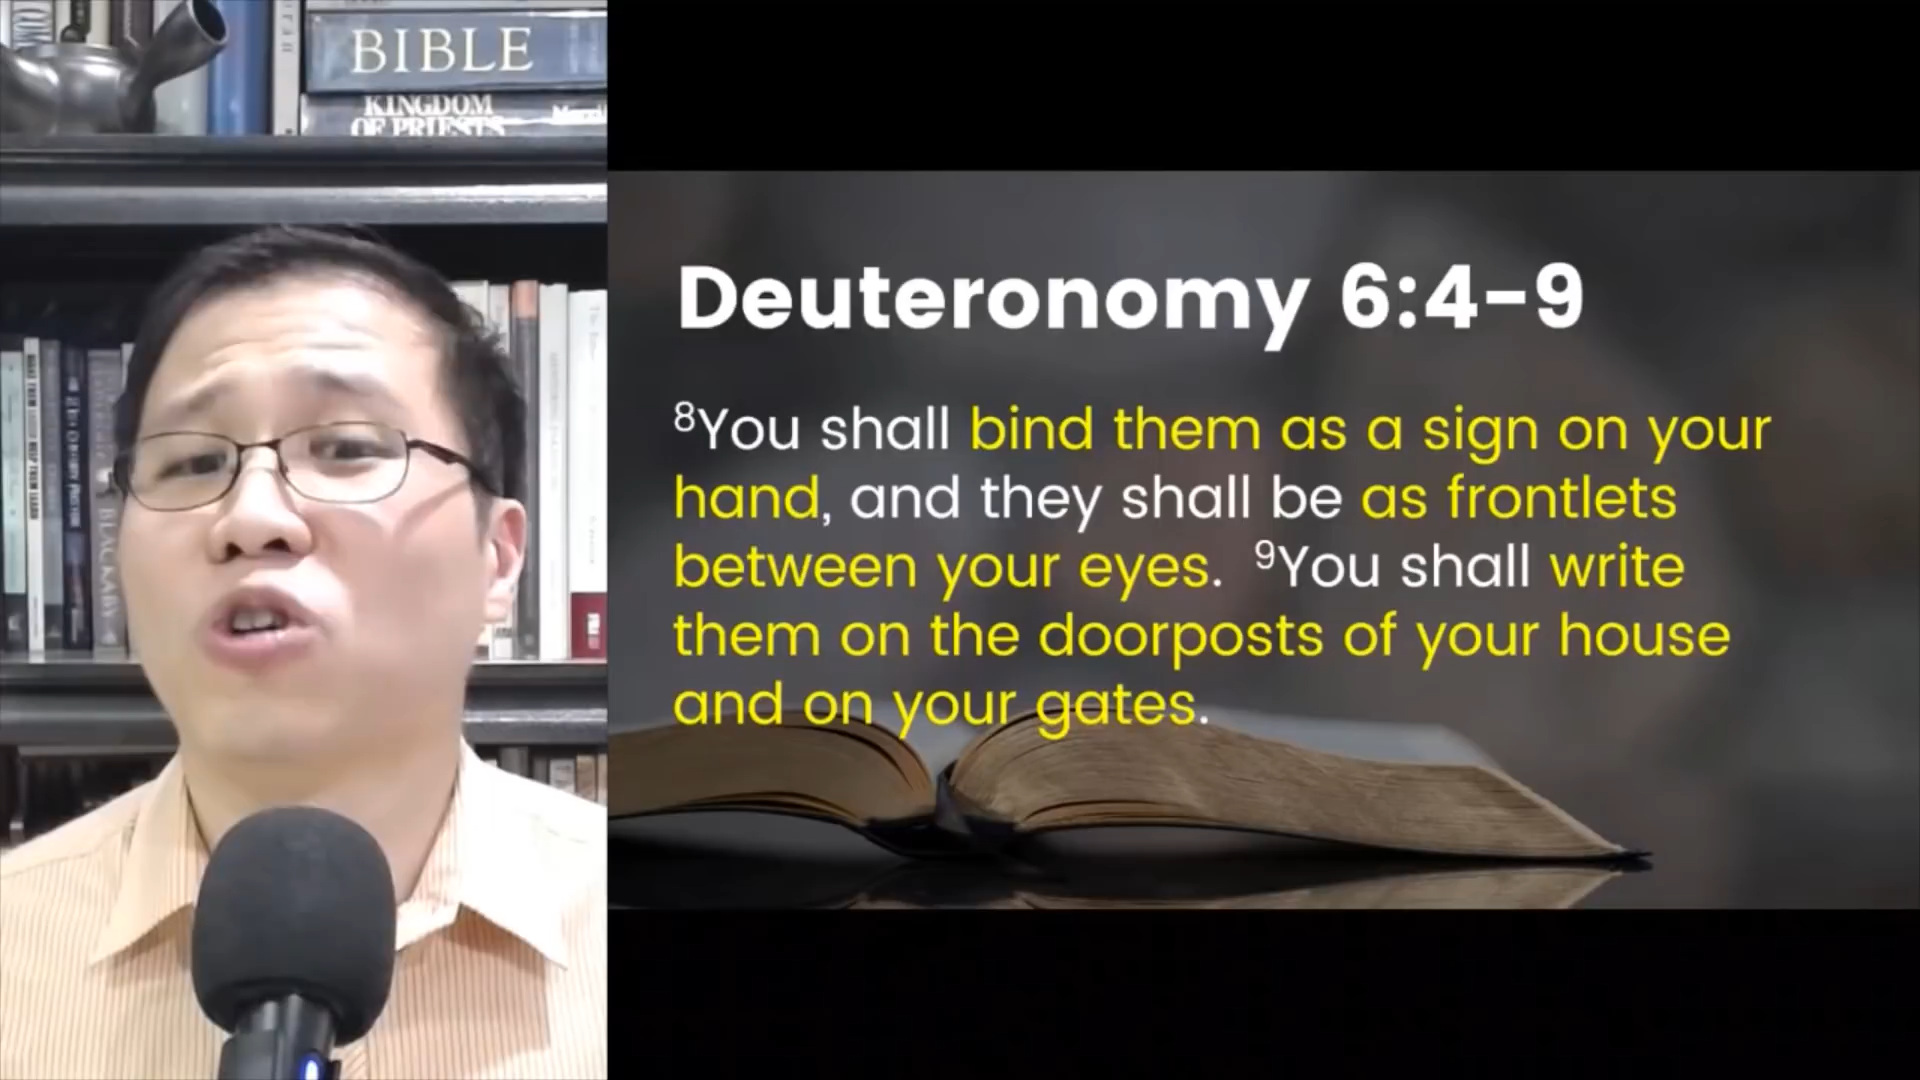 BIBLE
KINGDOM
OF PRIESTS
BLACKABY
Deuteronomy 6:4-9
⁸You shall bind them as a sign on your
hand, and they shall be as frontlets
between your eyes. ⁹You shall write
them on the doorposts of your house
and on your gates.